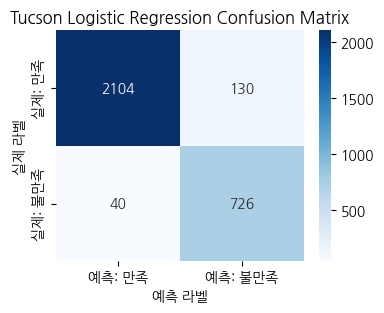 Tucson Logistic Regression Confusion Matrix
실제 라벨
실제: 만족
실제: 불만족
2104
130
40
726
예측: 만족
예측: 불만족
예측 라벨
2000
1500
1000
500